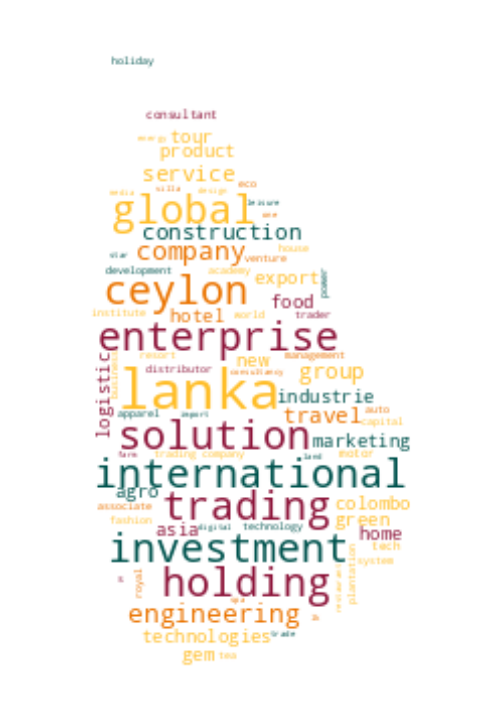 holiday
consultant
energy tour
product
service
villa eco
media design
global leisure
one
construction
star company house
venture
development academy
ceylon export power
food
institute hotel world trader
enterprise
resort new management
logistic business distributor consultancy group
lanka industrie
apparel import travel auto
capital
solution marketing
farm trading company land motor
international
agro
associate trading colombo
fashion green
asia digital technology home
investment tech
system
royal holding restaurant plantation
spa
engineering
technologies trade
gem tea